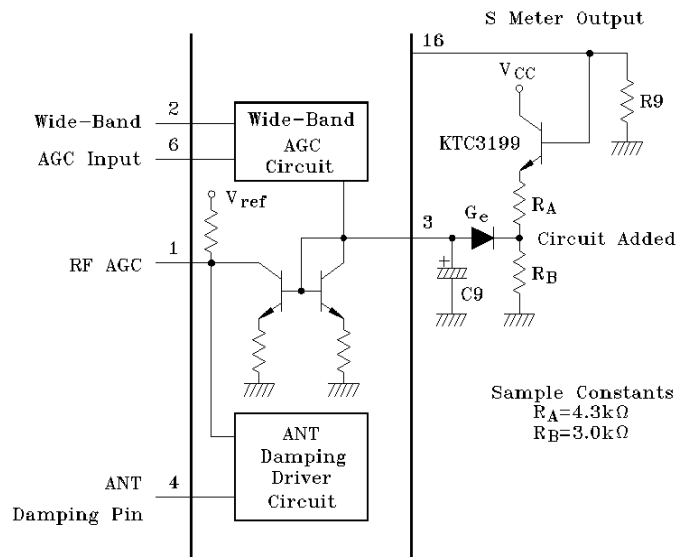 S Meter Output
16
VCC
R9
2
Wide-Band
Wide-Band
AGC
Circuit
KTC3199
6
AGC Input
Vref
RA
3
Ge
Circuit Added
1
RF AGC
+
C9
RB
Sample Constants
RA=4.3kΩ
RB=3.0kΩ
ANT
Damping
Driver
Circuit
ANT
4
Damping Pin